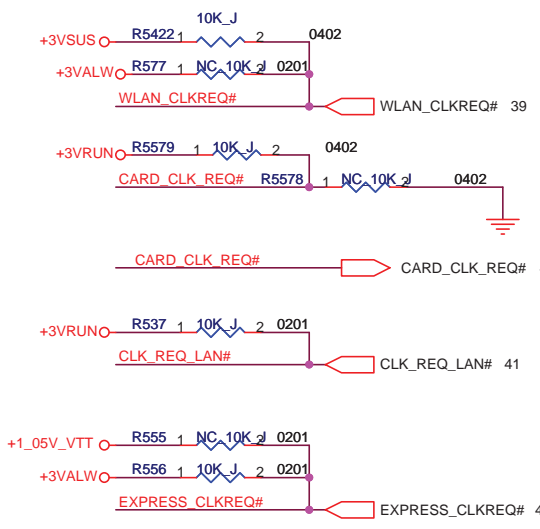 10K_J
+3VSUS R5422 1 2 0402
+3VALW R577 1 NC_10K_J 2 0201
WLAN_CLKREQ# WLAN_CLKREQ# 39
+3VRUN R5579 1 10K_J 2 0402
CARD_CLK_REQ# R5578 1 NC_10K_J 2 0402
CARD_CLK_REQ# CARD_CLK_REQ#
+3VRUN R537 1 10K_J 2 0201
CLK_REQ_LAN# CLK_REQ_LAN# 41
+1_05V_VTT R555 1 NC_10K_J 2 0201
+3VALW R556 1 10K_J 2 0201
EXPRESS_CLKREQ# EXPRESS_CLKREQ#